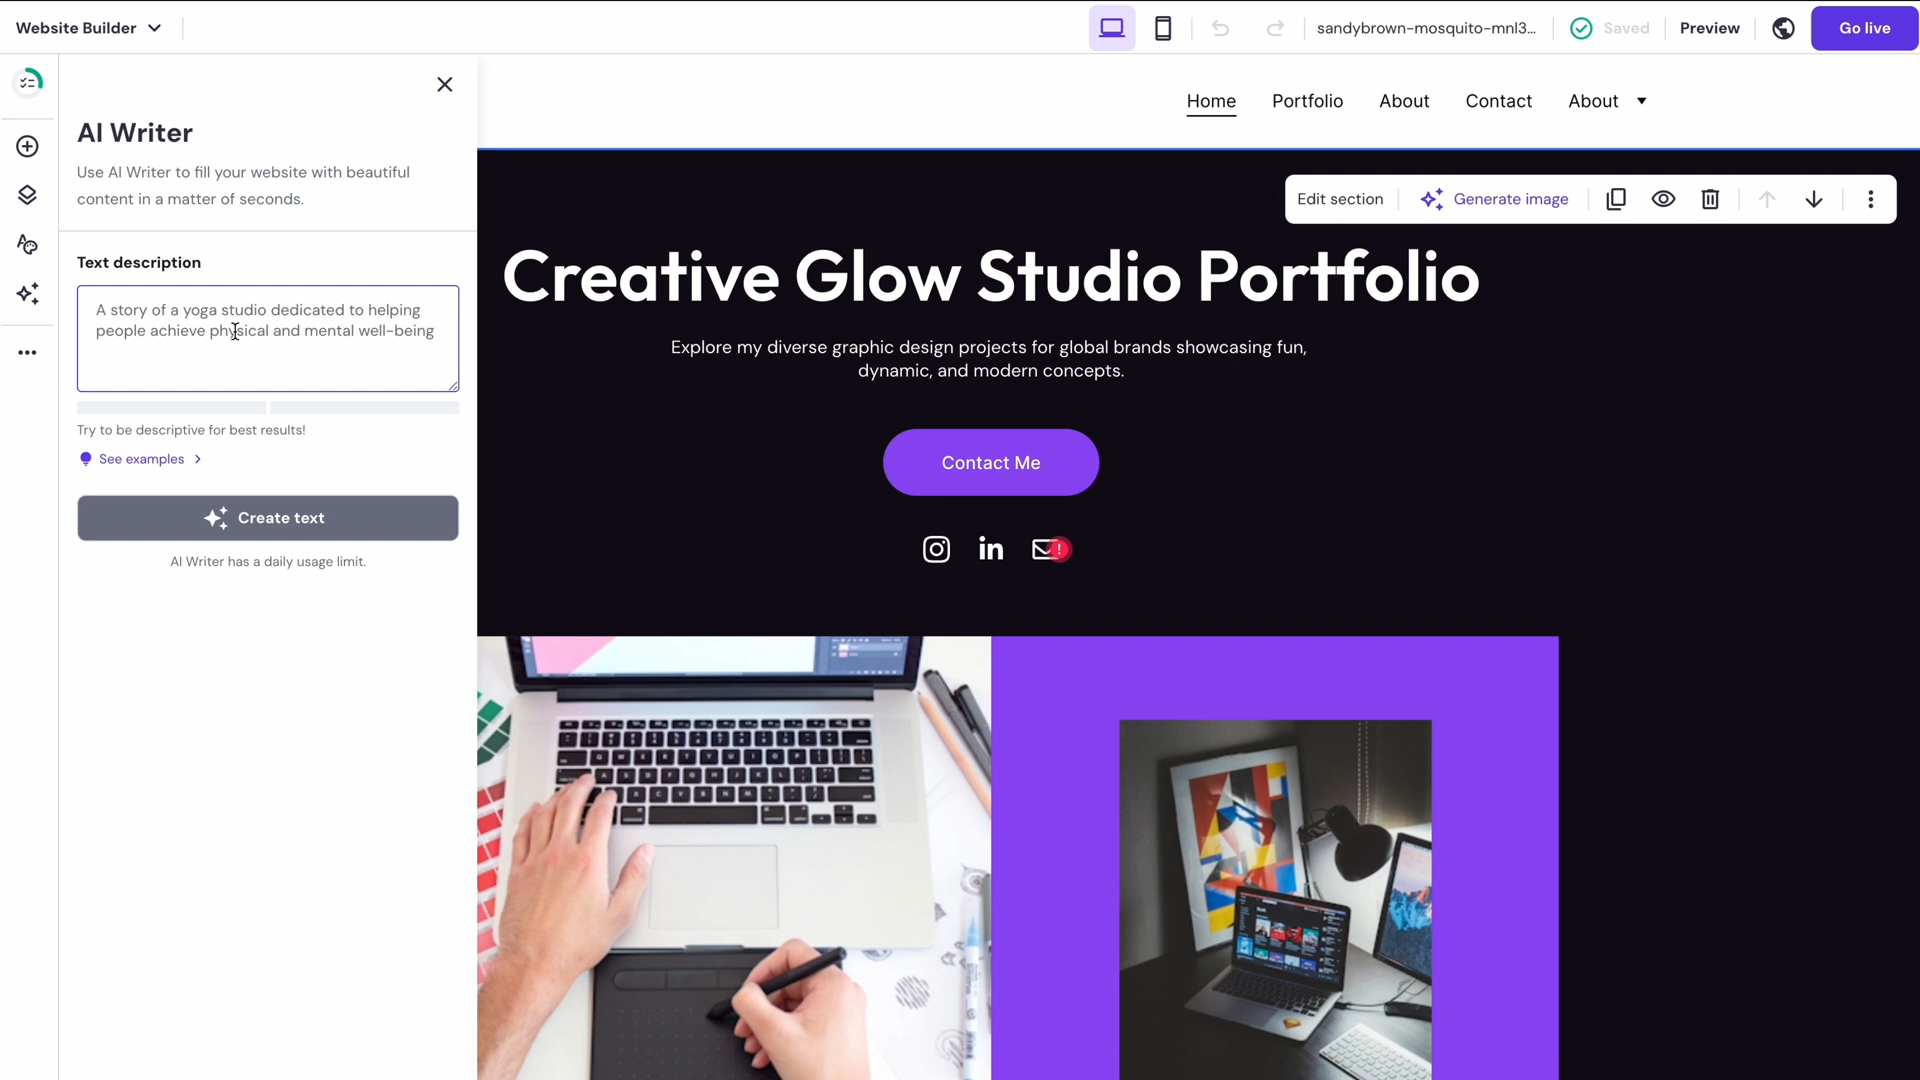 Website Builder
sandybrown-mosquito-mnl3...
Saved
Preview
Go live
AI Writer
Use AI Writer to fill your website with beautiful
content in a matter of seconds.
Text description
A story of a yoga studio dedicated to helping
people achieve physical and mental well-being
Try to be descriptive for best results!
See examples
Create text
AI Writer has a daily usage limit.
Home Portfolio About Contact About
Edit section Generate image
Creative Glow Studio Portfolio
Explore my diverse graphic design projects for global brands showcasing fun,
dynamic, and modern concepts.
Contact Me